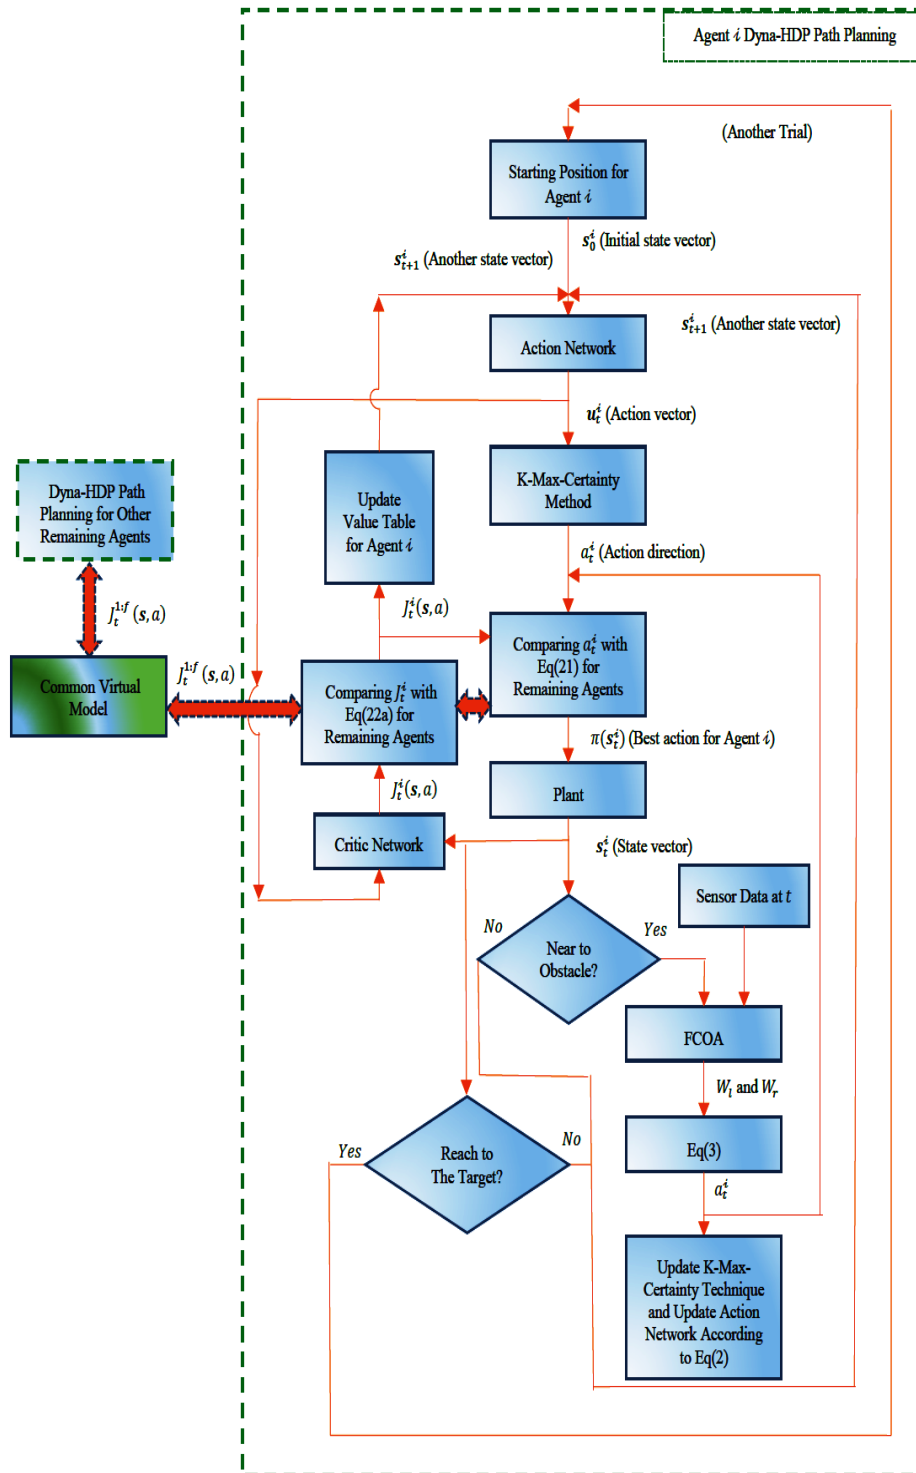 Agent i Dyna-HDP Path Planning
(Another Trial)
Starting Position for
Agent i
s_0^i (Initial state vector)
s_{t+1}^i (Another state vector)
s_{t+1}^i (Another state vector)
Action Network
u_t^i (Action vector)
K-Max-Certainty
Method
Dyna-HDP Path
Planning for Other
Remaining Agents
Update
Value Table
for Agent i
a_t^i (Action direction)
J_t^{1:f}(s,a)
J_t^i(s,a)
Comparing a_t^i with
Eq(21) for
Remaining Agents
J_t^{1:f}(s,a)
Common Virtual
Model
Comparing J_t^i with
Eq(22a) for
Remaining Agents
π(s_t^i) (Best action for Agent i)
J_t^i(s,a)
Plant
Critic Network
s_t^i (State vector)
Sensor Data at t
No
Yes
Near to
Obstacle?
FCOA
W_l and W_r
Yes
No
Reach to
The Target?
Eq(3)
a_t^i
Update K-Max-
Certainty Technique
and Update Action
Network According
to Eq(2)